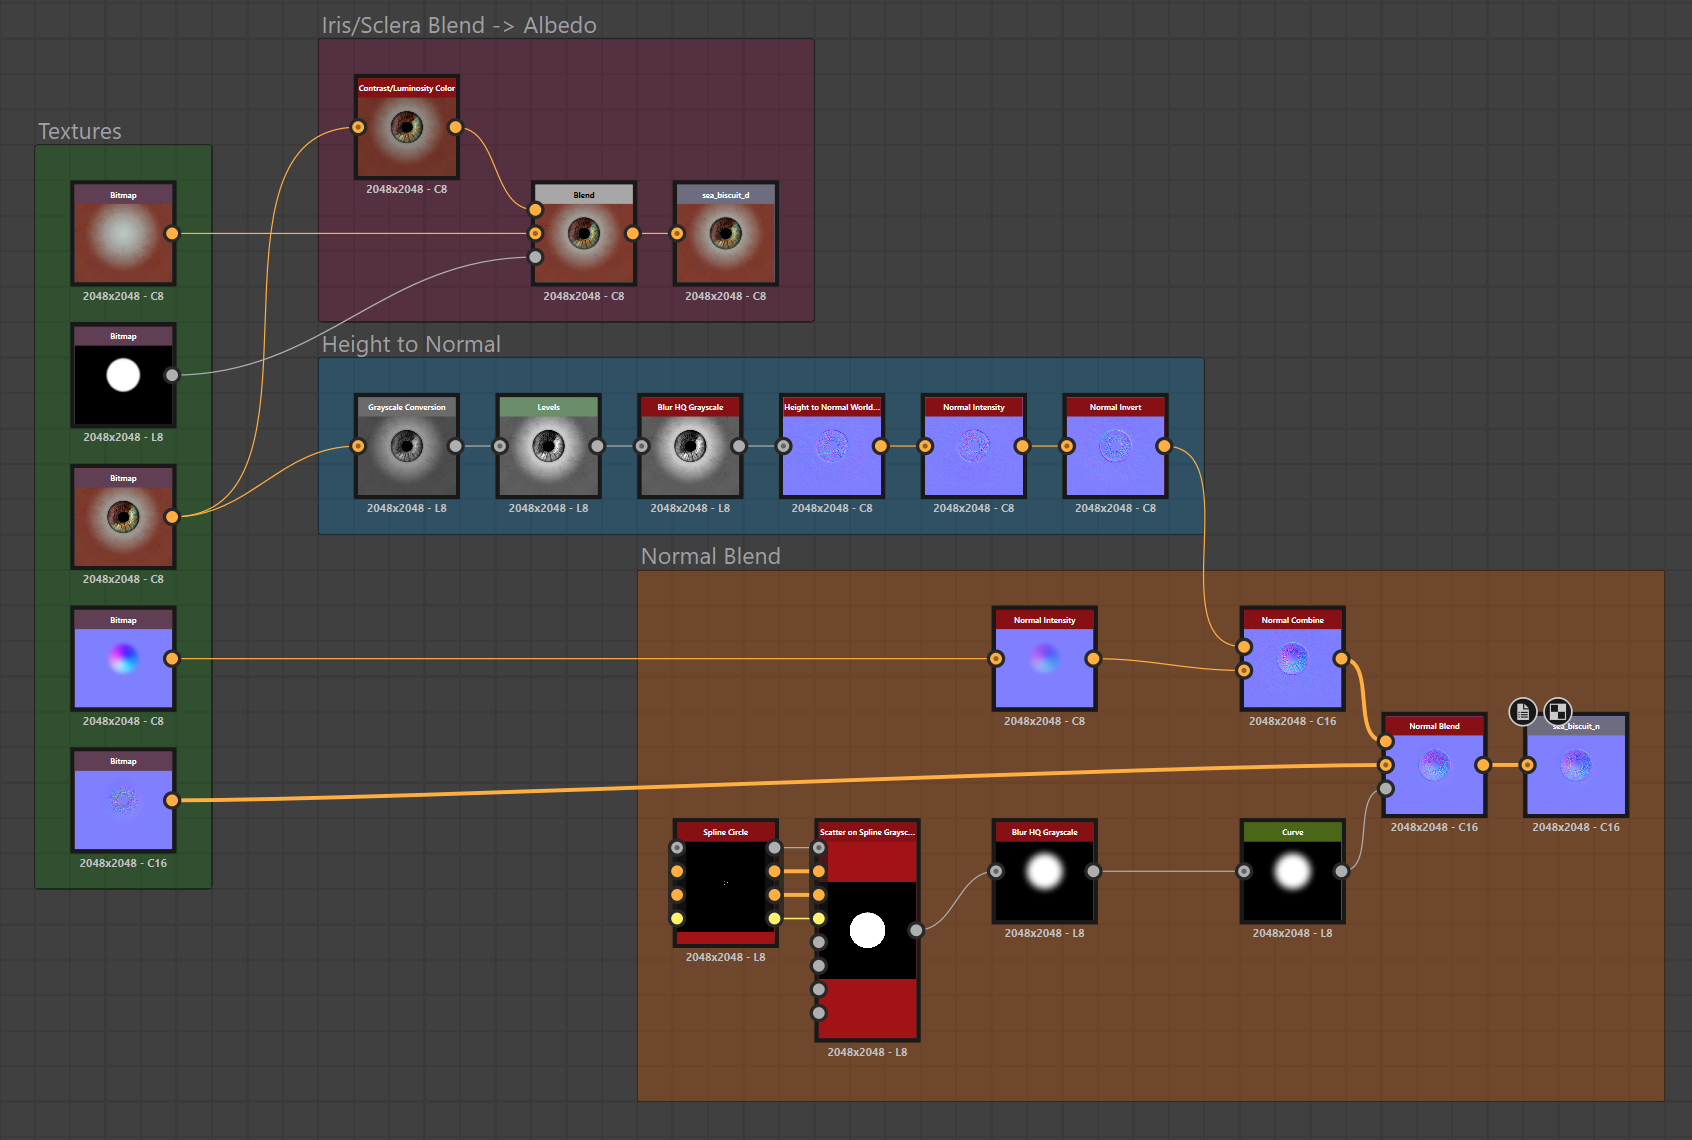 Iris/Sclera Blend -> Albedo
Contrast/Luminosity Color
2048x2048 - C8
Blend
2048x2048 - C8
sea_biscuit_d
2048x2048 - C8
Textures
Bitmap
2048x2048 - C8
Bitmap
2048x2048 - L8
Bitmap
2048x2048 - C8
Bitmap
2048x2048 - C8
Bitmap
2048x2048 - C16
Height to Normal
Grayscale Conversion
2048x2048 - L8
Levels
2048x2048 - L8
Blur HQ Grayscale
2048x2048 - L8
Height to Normal World...
2048x2048 - C8
Normal Intensity
2048x2048 - C8
Normal Invert
2048x2048 - C8
Normal Blend
Normal Intensity
2048x2048 - C8
Normal Combine
2048x2048 - C16
Normal Blend
2048x2048 - C16
sea_biscuit_n
2048x2048 - C16
Spline Circle
2048x2048 - L8
Scatter on Spline Graysc...
2048x2048 - L8
Blur HQ Grayscale
2048x2048 - L8
Curve
2048x2048 - L8